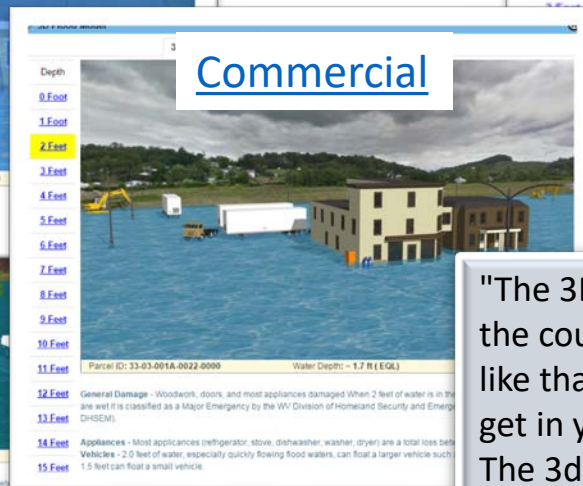 3D Flood Model
3
Commercial
Depth
0 Foot
1 Foot
2 Feet
3 Feet
4 Feet
5 Feet
6 Feet
7 Feet
8 Feet
9 Feet
10 Feet
11 Feet
12 Feet
13 Feet
14 Feet
15 Feet
Parcel ID: 33-03-001A-0022-0000 Water Depth: ~ 1.7 ft ( EQL)
General Damage - Woodwork, doors, and most appliances damaged When 2 feet of water is in the
are wet it is classified as a Major Emergency by the WV Division of Homeland Security and Emerge
DHSEM).
Appliances - Most applicances (refrigerator, stove, dishwasher, washer, dryer) are a total loss
Vehicles - 2.0 feet of water, especially quickly flowing flood waters, can float a larger vehicle such
1.5 feet can float a small vehicle.
"The 3
the cou
like tha
get in y
The 3d